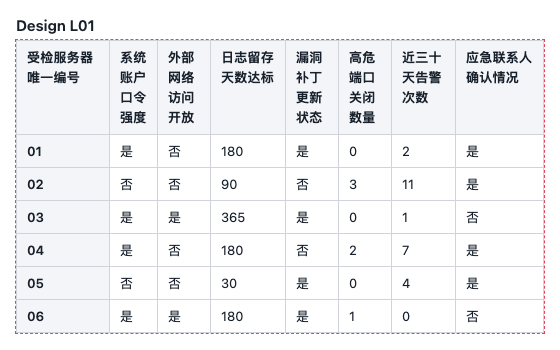 Design L01
受检服务器唯一编号 系统账户口令强度 外部网络访问开放 日志留存天数达标 漏洞补丁更新状态 高危端口关闭数量 近三十天告警次数 应急联系人确认情况
01 是 否 180 是 0 2 是
02 否 否 90 否 3 11 是
03 是 是 365 是 0 1 否
04 是 否 180 否 2 7 是
05 否 否 30 是 0 4 是
06 是 是 180 是 1 0 否